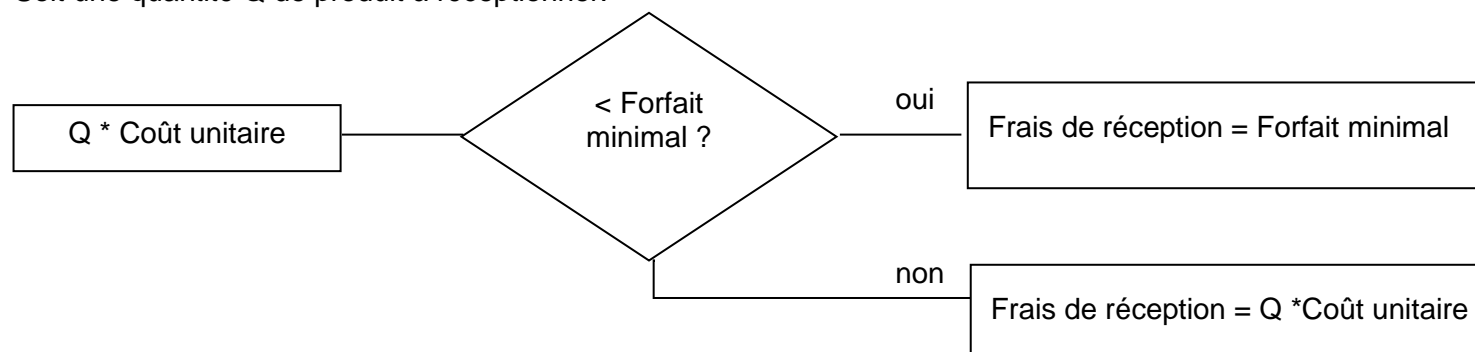 Q * Coût unitaire
< Forfait
minimal ?
oui
Frais de réception = Forfait minimal
non
Frais de réception = Q *Coût unitaire